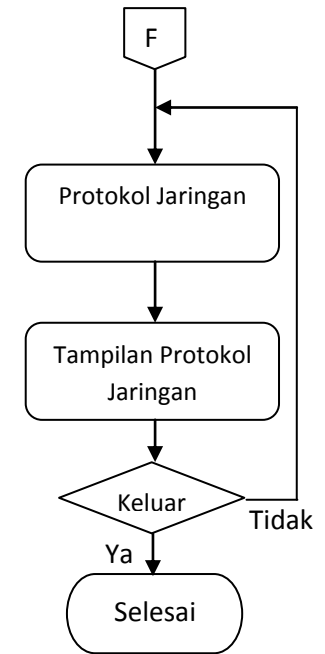 F
Protokol Jaringan
Tampilan Protokol
Jaringan
Keluar
Tidak
Ya
Selesai